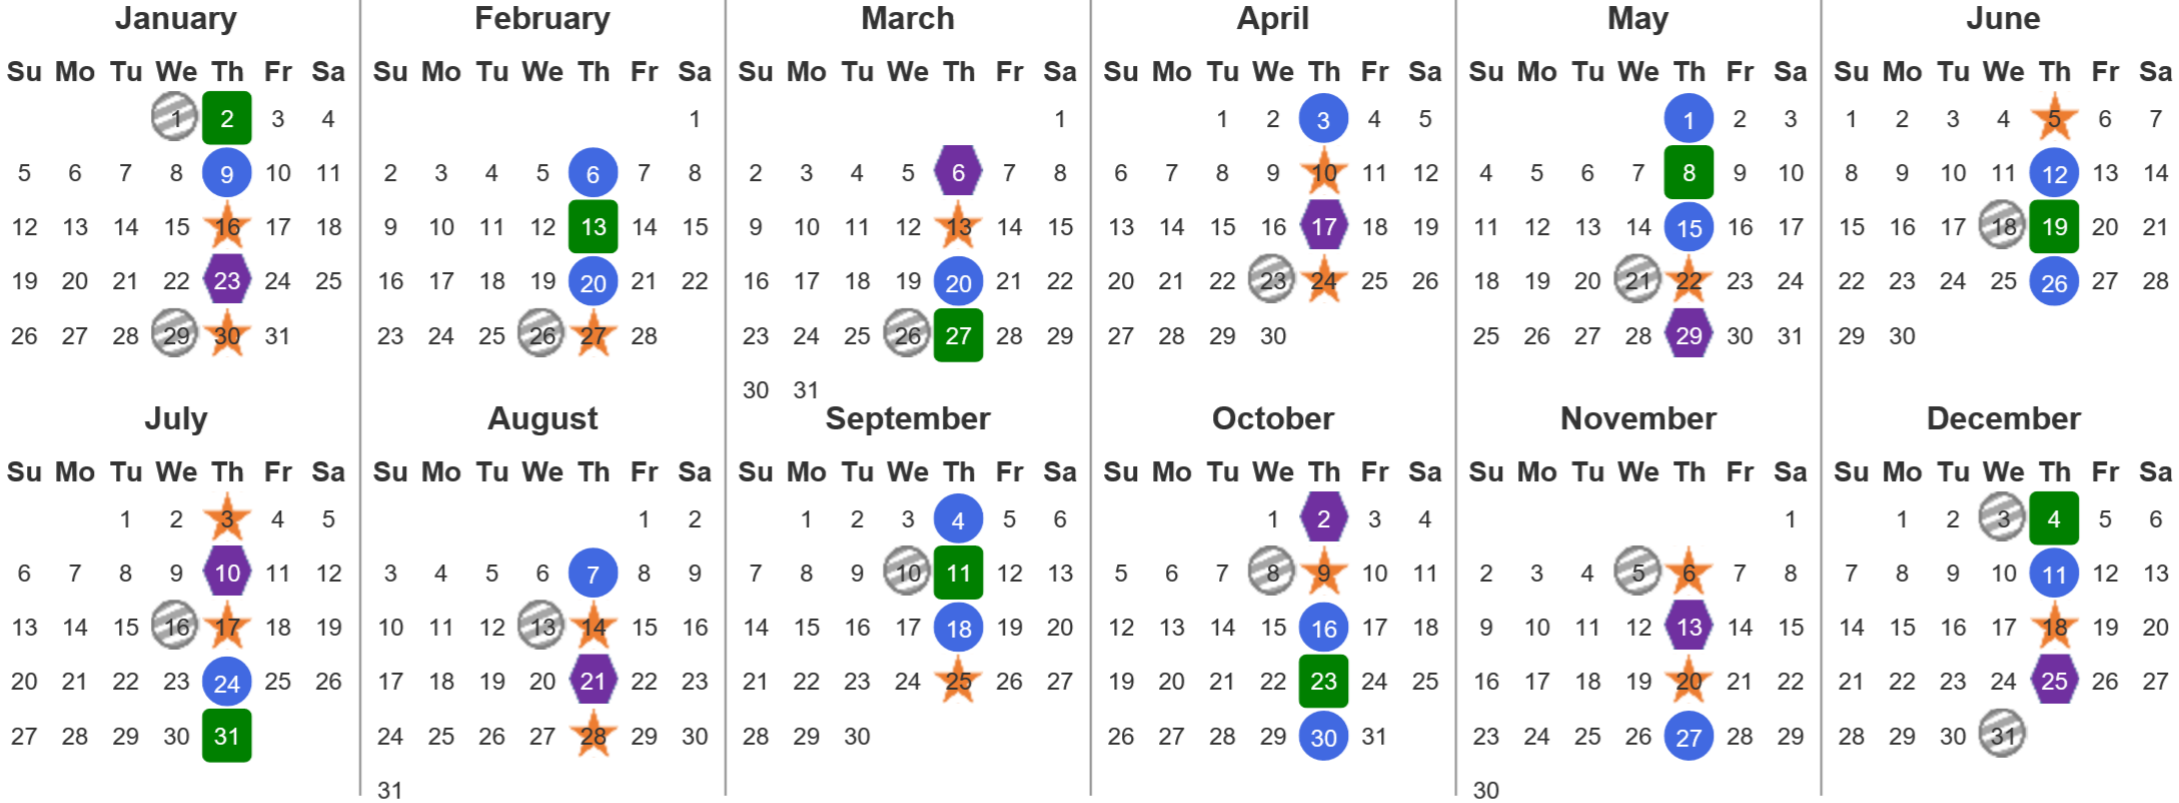 January February March April May June
Su Mo Tu We Th Fr Sa Su Mo Tu We Th Fr Sa Su Mo Tu We Th Fr Sa Su Mo Tu We Th Fr Sa Su Mo Tu We Th Fr Sa Su Mo Tu We Th Fr Sa
1 2 3 4 1 1 1 2 3 4 5 1 2 3 1 2 3 4 5 6 7
5 6 7 8 9 10 11 2 3 4 5 6 7 8 2 3 4 5 6 7 8 6 7 8 9 10 11 12 4 5 6 7 8 9 10 8 9 10 11 12 13 14
12 13 14 15 16 17 18 9 10 11 12 13 14 15 9 10 11 12 13 14 15 13 14 15 16 17 18 19 11 12 13 14 15 16 17 15 16 17 18 19 20 21
19 20 21 22 23 24 25 16 17 18 19 20 21 22 16 17 18 19 20 21 22 20 21 22 23 24 25 26 18 19 20 21 22 23 24 22 23 24 25 26 27 28
26 27 28 29 30 31 23 24 25 26 27 28 23 24 25 26 27 28 29 27 28 29 30 25 26 27 28 29 30 31 29 30
30 31
July August September October November December
Su Mo Tu We Th Fr Sa Su Mo Tu We Th Fr Sa Su Mo Tu We Th Fr Sa Su Mo Tu We Th Fr Sa Su Mo Tu We Th Fr Sa Su Mo Tu We Th Fr Sa
1 2 3 4 5 1 2 1 2 3 4 5 6 1 2 3 4 1 1 2 3 4 5 6
6 7 8 9 10 11 12 3 4 5 6 7 8 9 7 8 9 10 11 12 13 5 6 7 8 9 10 11 2 3 4 5 6 7 8 7 8 9 10 11 12 13
13 14 15 16 17 18 19 10 11 12 13 14 15 16 14 15 16 17 18 19 20 12 13 14 15 16 17 18 9 10 11 12 13 14 15 14 15 16 17 18 19 20
20 21 22 23 24 25 26 17 18 19 20 21 22 23 21 22 23 24 25 26 27 19 20 21 22 23 24 25 16 17 18 19 20 21 22 21 22 23 24 25 26 27
27 28 29 30 31 24 25 26 27 28 29 30 28 29 30 26 27 28 29 30 31 23 24 25 26 27 28 29 28 29 30 31
31 30